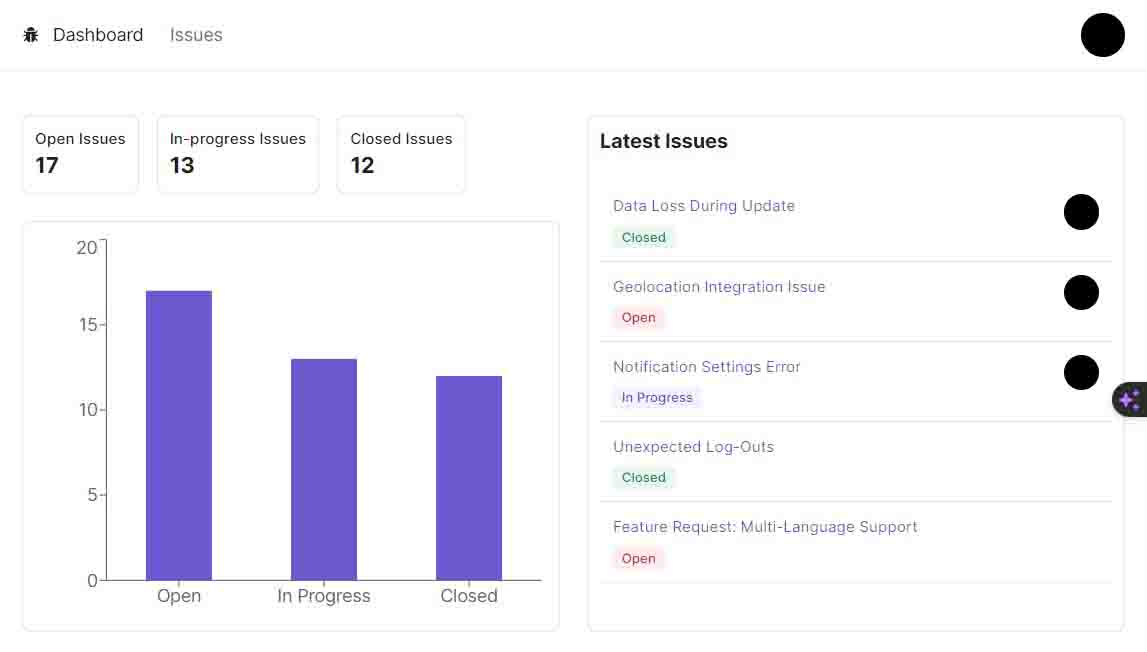 Dashboard Issues
Open Issues
17
In-progress Issues
13
Closed Issues
12
20
15
10
5
0
Open In Progress Closed
Latest Issues
Data Loss During Update
Closed
Geolocation Integration Issue
Open
Notification Settings Error
In Progress
Unexpected Log-Outs
Closed
Feature Request: Multi-Language Support
Open